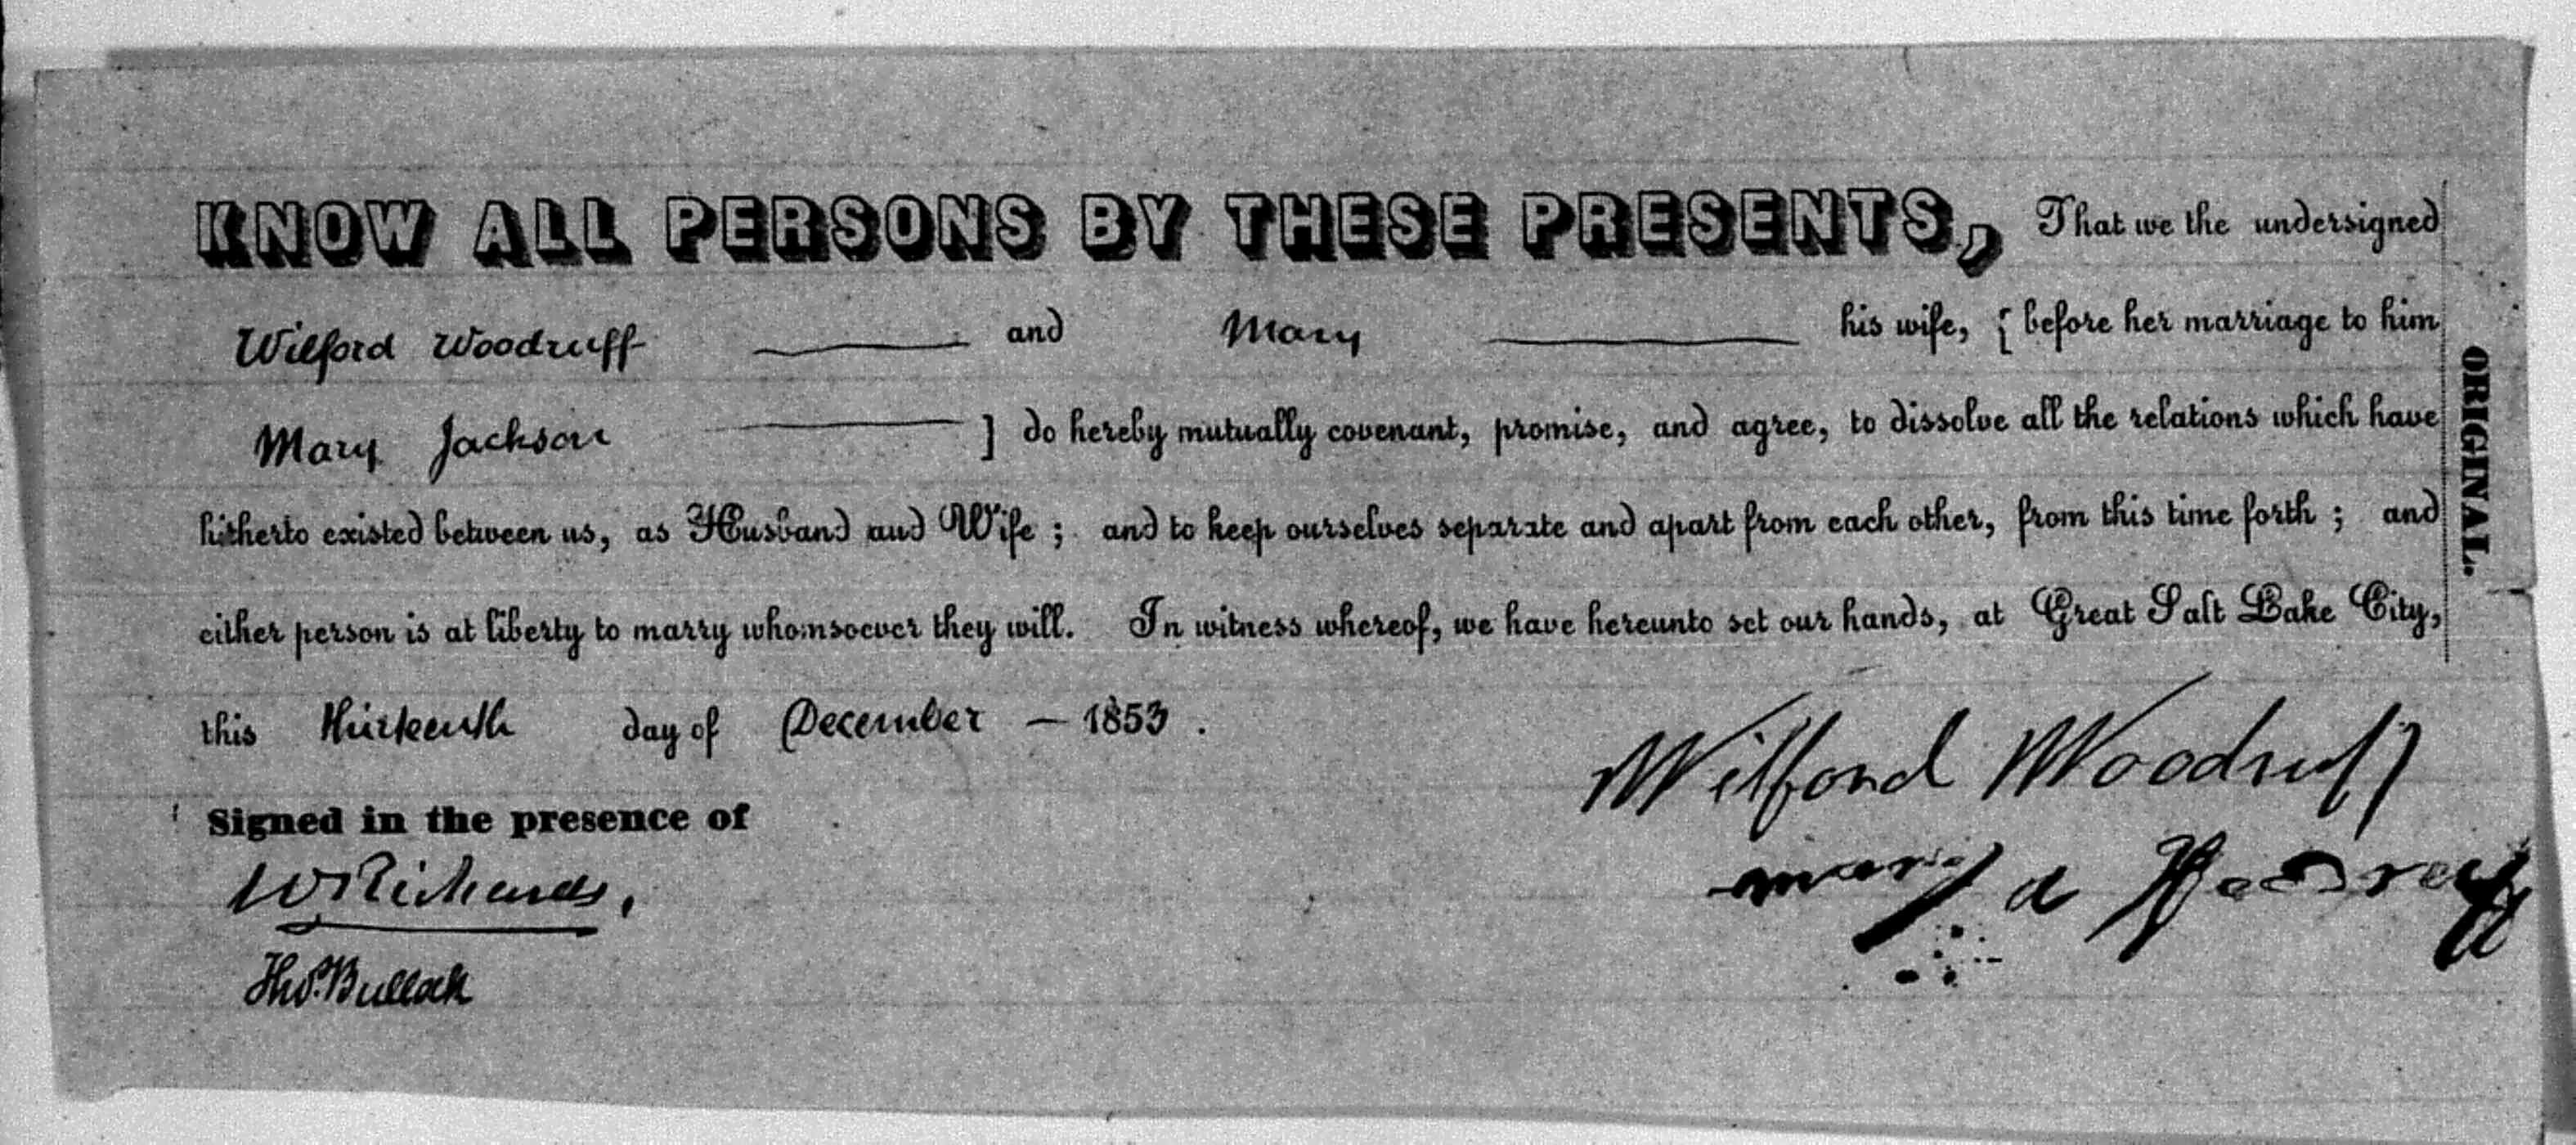 KNOW ALL PERSONS BY THESE PRESENTS, That we the undersigned
Wilford Woodruff ——— and Mary ——— his wife, { before her marriage to him
Mary Jackson ——— ] do hereby mutually covenant, promise, and agree, to dissolve all the relations which have
hitherto existed between us, as Husband and Wife ; and to keep ourselves separate and apart from each other, from this time forth ; and
either person is at liberty to marry whomsoever they will. In witness whereof, we have hereunto set our hands, at Great Salt Lake City,
this Thirteenth day of December – 1853 .
Wilford Woodruff
Signed in the presence of
mary a Woodruff
W Richards,
Thos. Bullock
ORIGINAL.